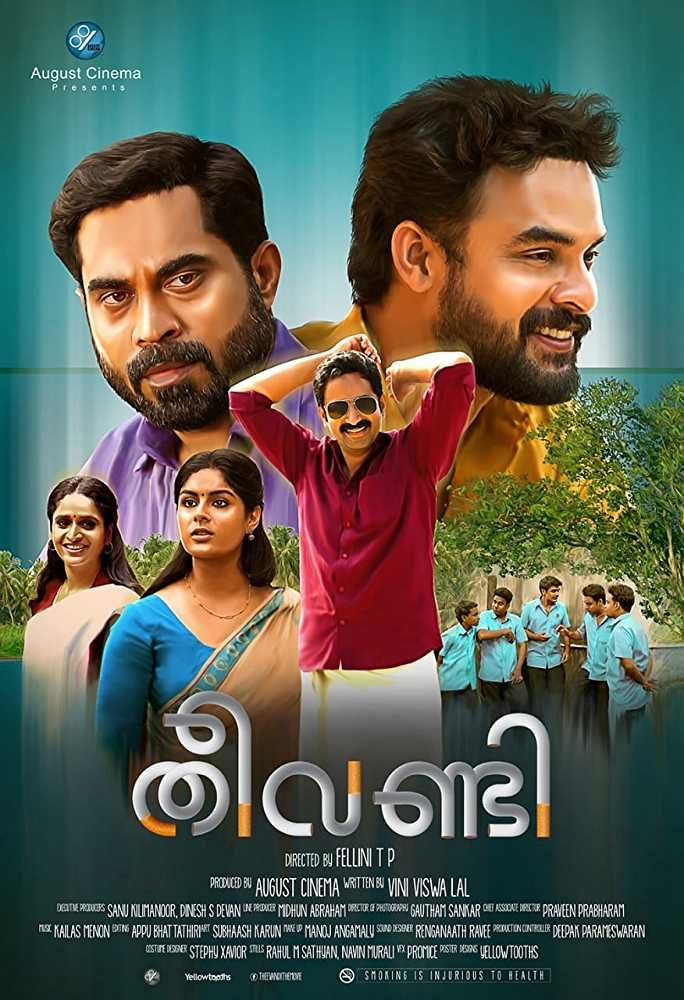 August Cinema
Presents
തീവണ്ടി
DIRECTED BY FELLINI T P
PRODUCED BY AUGUST CINEMA WRITTEN BY VINI VISWA LAL
EXECUTIVE PRODUCERS SANU KILIMANOOR, DINESH S DEVAN LINE PRODUCER MIDHUN ABRAHAM DIRECTOR OF PHOTOGRAPHY GAUTHAM SANKAR CHIEF ASSOCIATE DIRECTOR PRAVEEN PRABHARAM
MUSIC KAILAS MENON EDITING APPU BHATTATHIRI ART SUBHAASH KARUN MAKE UP MANOJ ANGAMALY SOUND DESIGNER RENGANAATH RAVEE PRODUCTION CONTROLLER DEEPAK PARAMESWARAN
COSTUME DESIGNER STEPHY XAVIOR STILLS RAHUL M SATHYAN, NAVIN MURALI VFX PROMICE POSTER DESIGNS YELLOWTOOTHS
Yellowtooths THEEVANDITHEMOVIE SMOKING IS INJURIOUS TO HEALTH